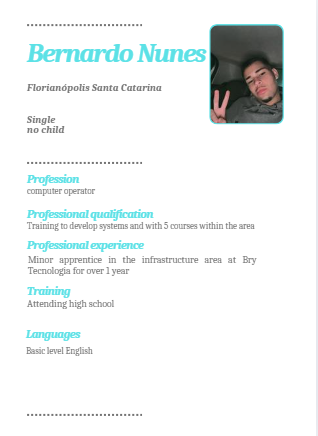 Bernardo Nunes
Florianópolis Santa Catarina
Single
no child
Profession
computer operator
Professional qualification
Training to develop systems and with 5 courses within the area
Professional experience
Minor apprentice in the infrastructure area at Bry
Tecnologia for over 1 year
Training
Attending high school
Languages
Basic level English